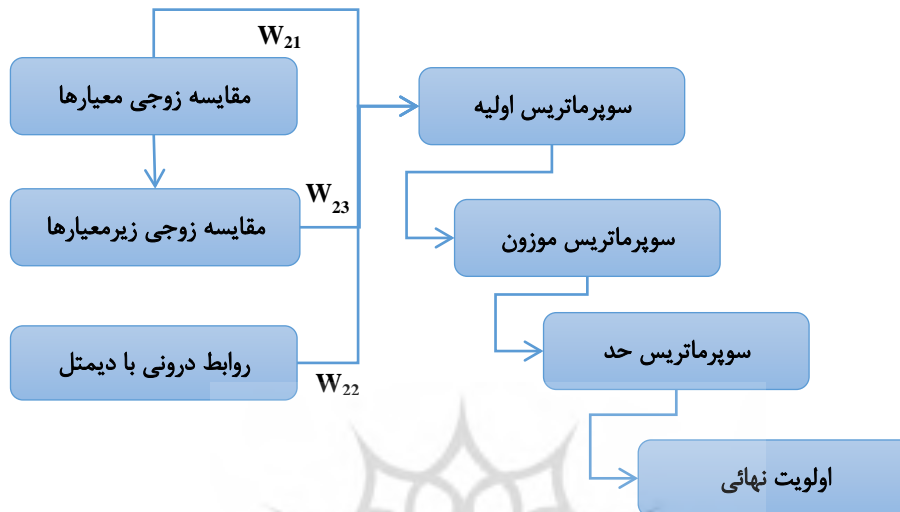 W21
مقایسه زوجی معیارها
سوپرماتریس اولیه
W23
مقایسه زوجی زیرمعیارها
سوپرماتریس موزون
روابط درونی با دیمتل
W22
سوپرماتریس حد
اولویت نهائی